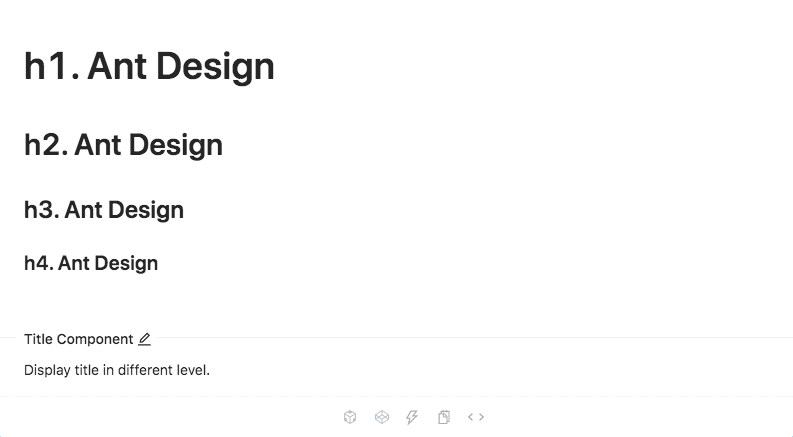 h1. Ant Design
h2. Ant Design
h3. Ant Design
h4. Ant Design
Title Component
Display title in different level.